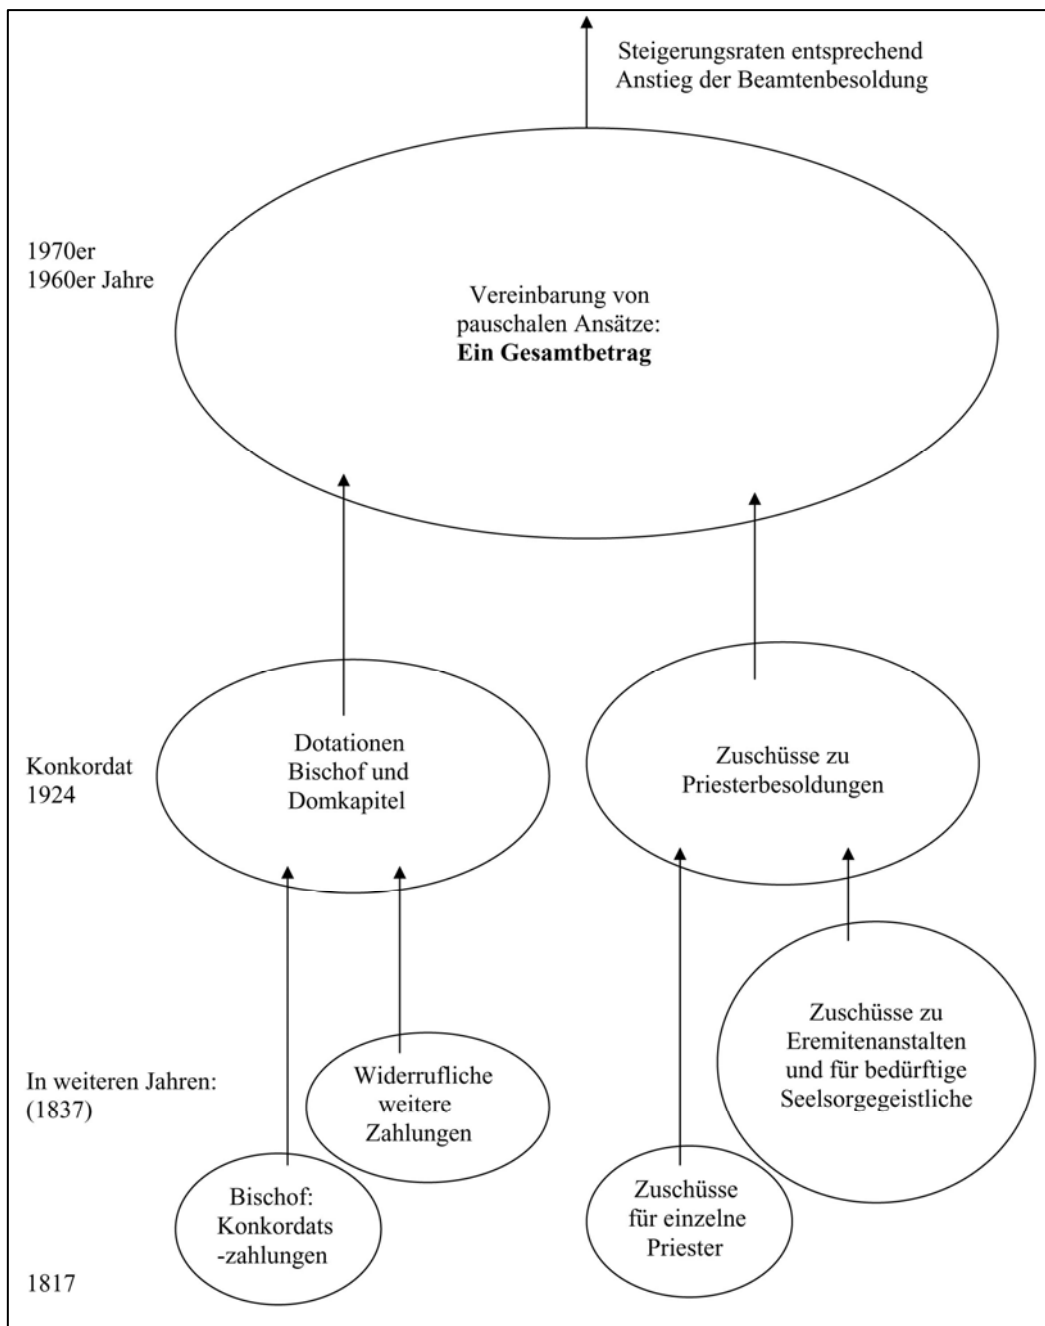 Steigerungsraten entsprechend
Anstieg der Beamtenbesoldung
1970er
1960er Jahre
Vereinbarung von
pauschalen Ansätze:
Ein Gesamtbetrag
Konkordat
1924
Dotationen
Bischof und
Domkapitel
Zuschüsse zu
Priesterbesoldungen
In weiteren Jahren:
(1837)
Widerrufliche
weitere
Zahlungen
Zuschüsse zu
Eremitenanstalten
und für bedürftige
Seelsorgegeistliche
Bischof:
Konkordats
-zahlungen
Zuschüsse
für einzelne
Priester
1817